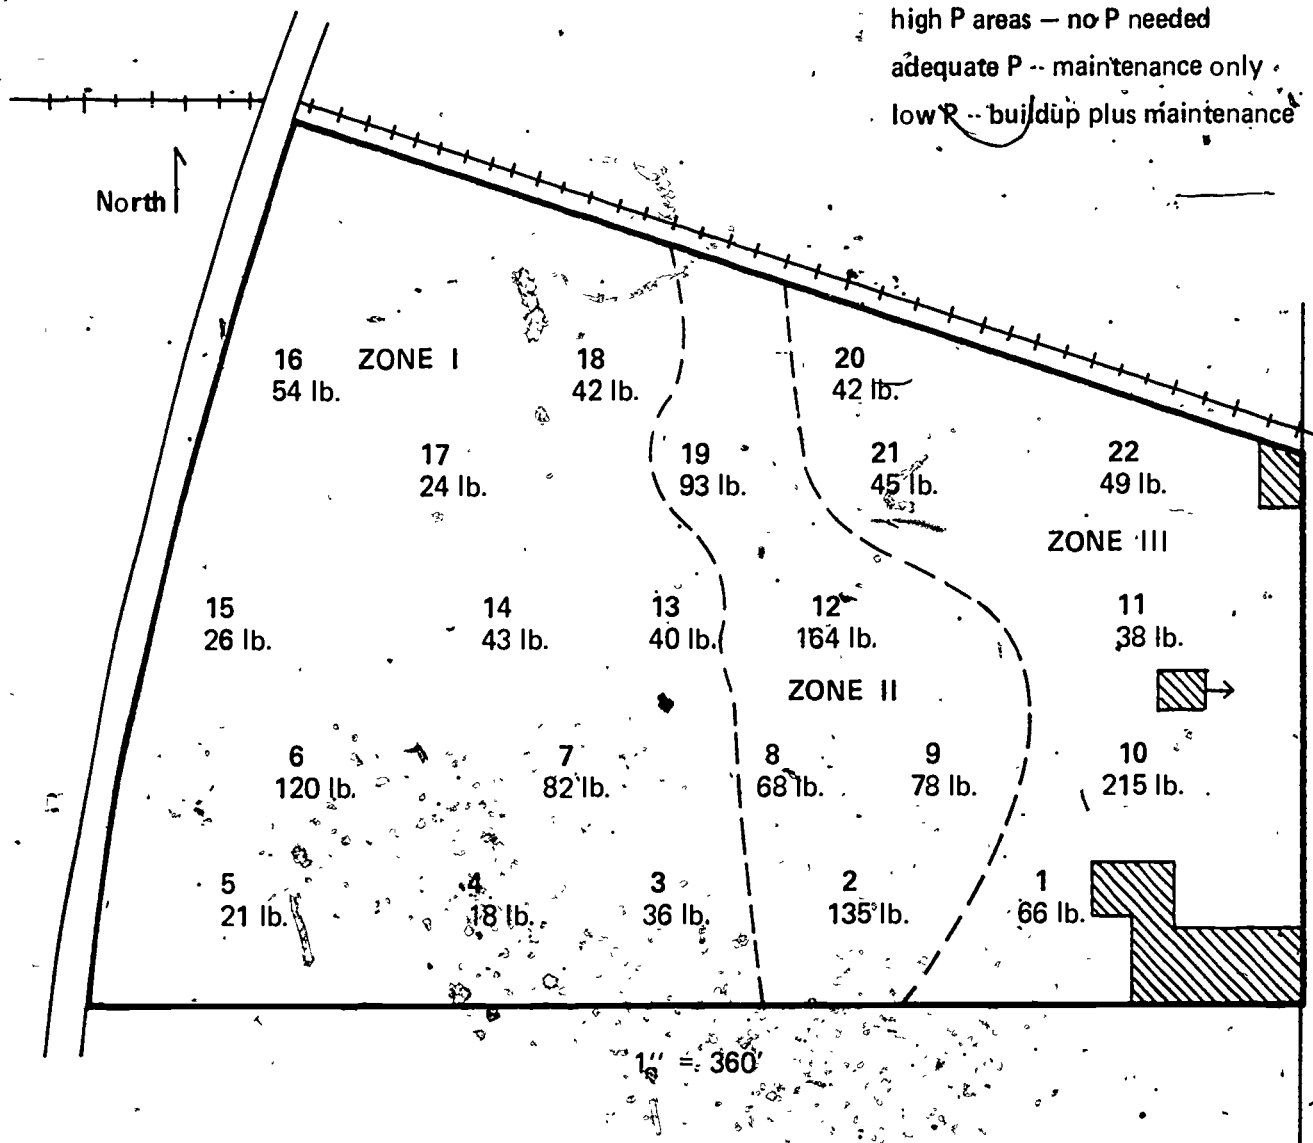 high P areas — no P needed
adequate P -- maintenance only
low P -- buildup plus maintenance
North
16 ZONE I 18 20
54 lb. 42 lb. 42 lb.
17 19 21 22
24 lb. 93 lb. 45 lb. 49 lb.
ZONE III
15 14 13 12 11
26 lb. 43 lb. 40 lb. 164 lb. 38 lb.
ZONE II
6 7 8 9 10
120 lb. 82 lb. 68 lb. 78 lb. 215 lb.
5 4 3 2 1
21 lb. 18 lb. 36 lb. 135 lb. 66 lb.
1" = 360'